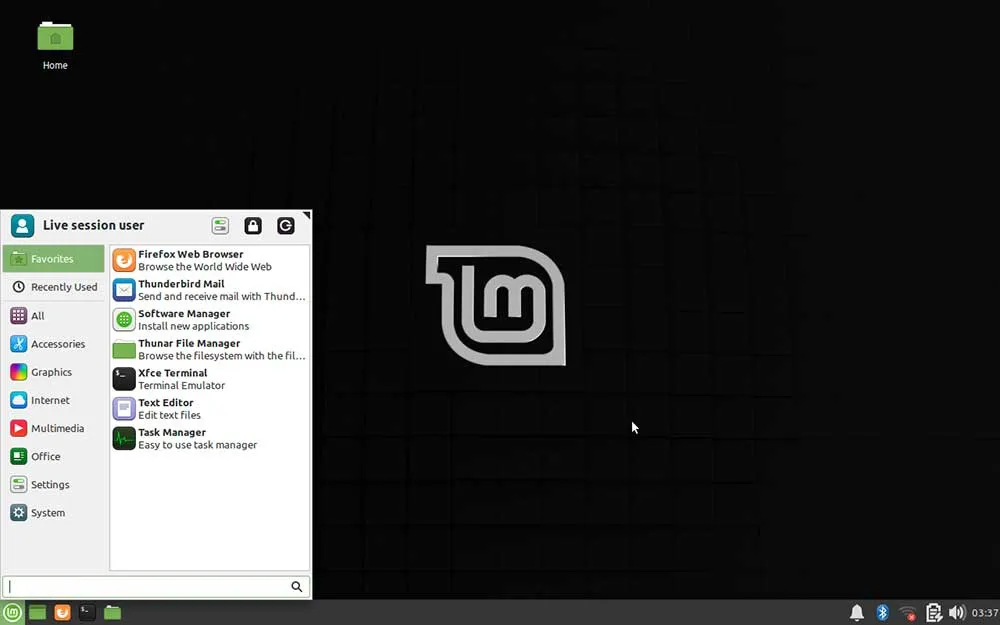 Home
Live session user
Favorites
Recently Used
All
Accessories
Graphics
Internet
Multimedia
Office
Settings
System
Firefox Web Browser
Browse the World Wide Web
Thunderbird Mail
Send and receive mail with Thund...
Software Manager
Install new applications
Thunar File Manager
Browse the filesystem with the fil...
Xfce Terminal
Terminal Emulator
Text Editor
Edit text files
Task Manager
Easy to use task manager
03:37